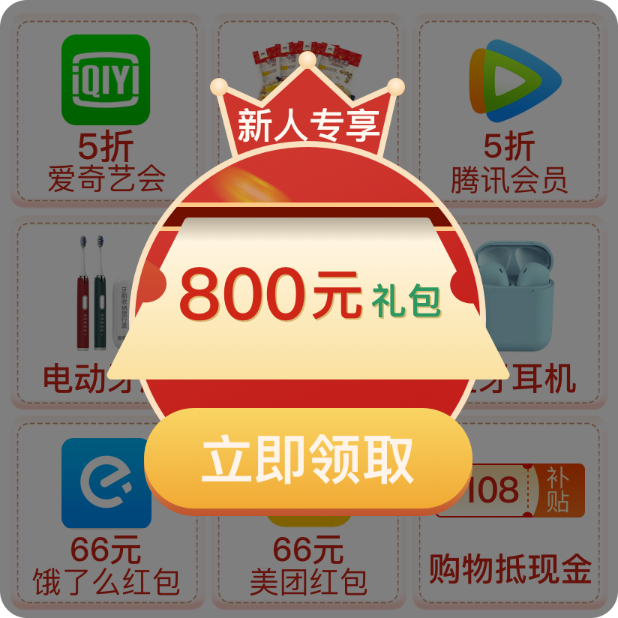 iQIYI
5折
爱奇艺会
新人专享
5折
腾讯会员
800元礼包
电动牙
牙耳机
立即领取
66元
饿了么红包
66元
美团红包
108
补贴
购物抵现金